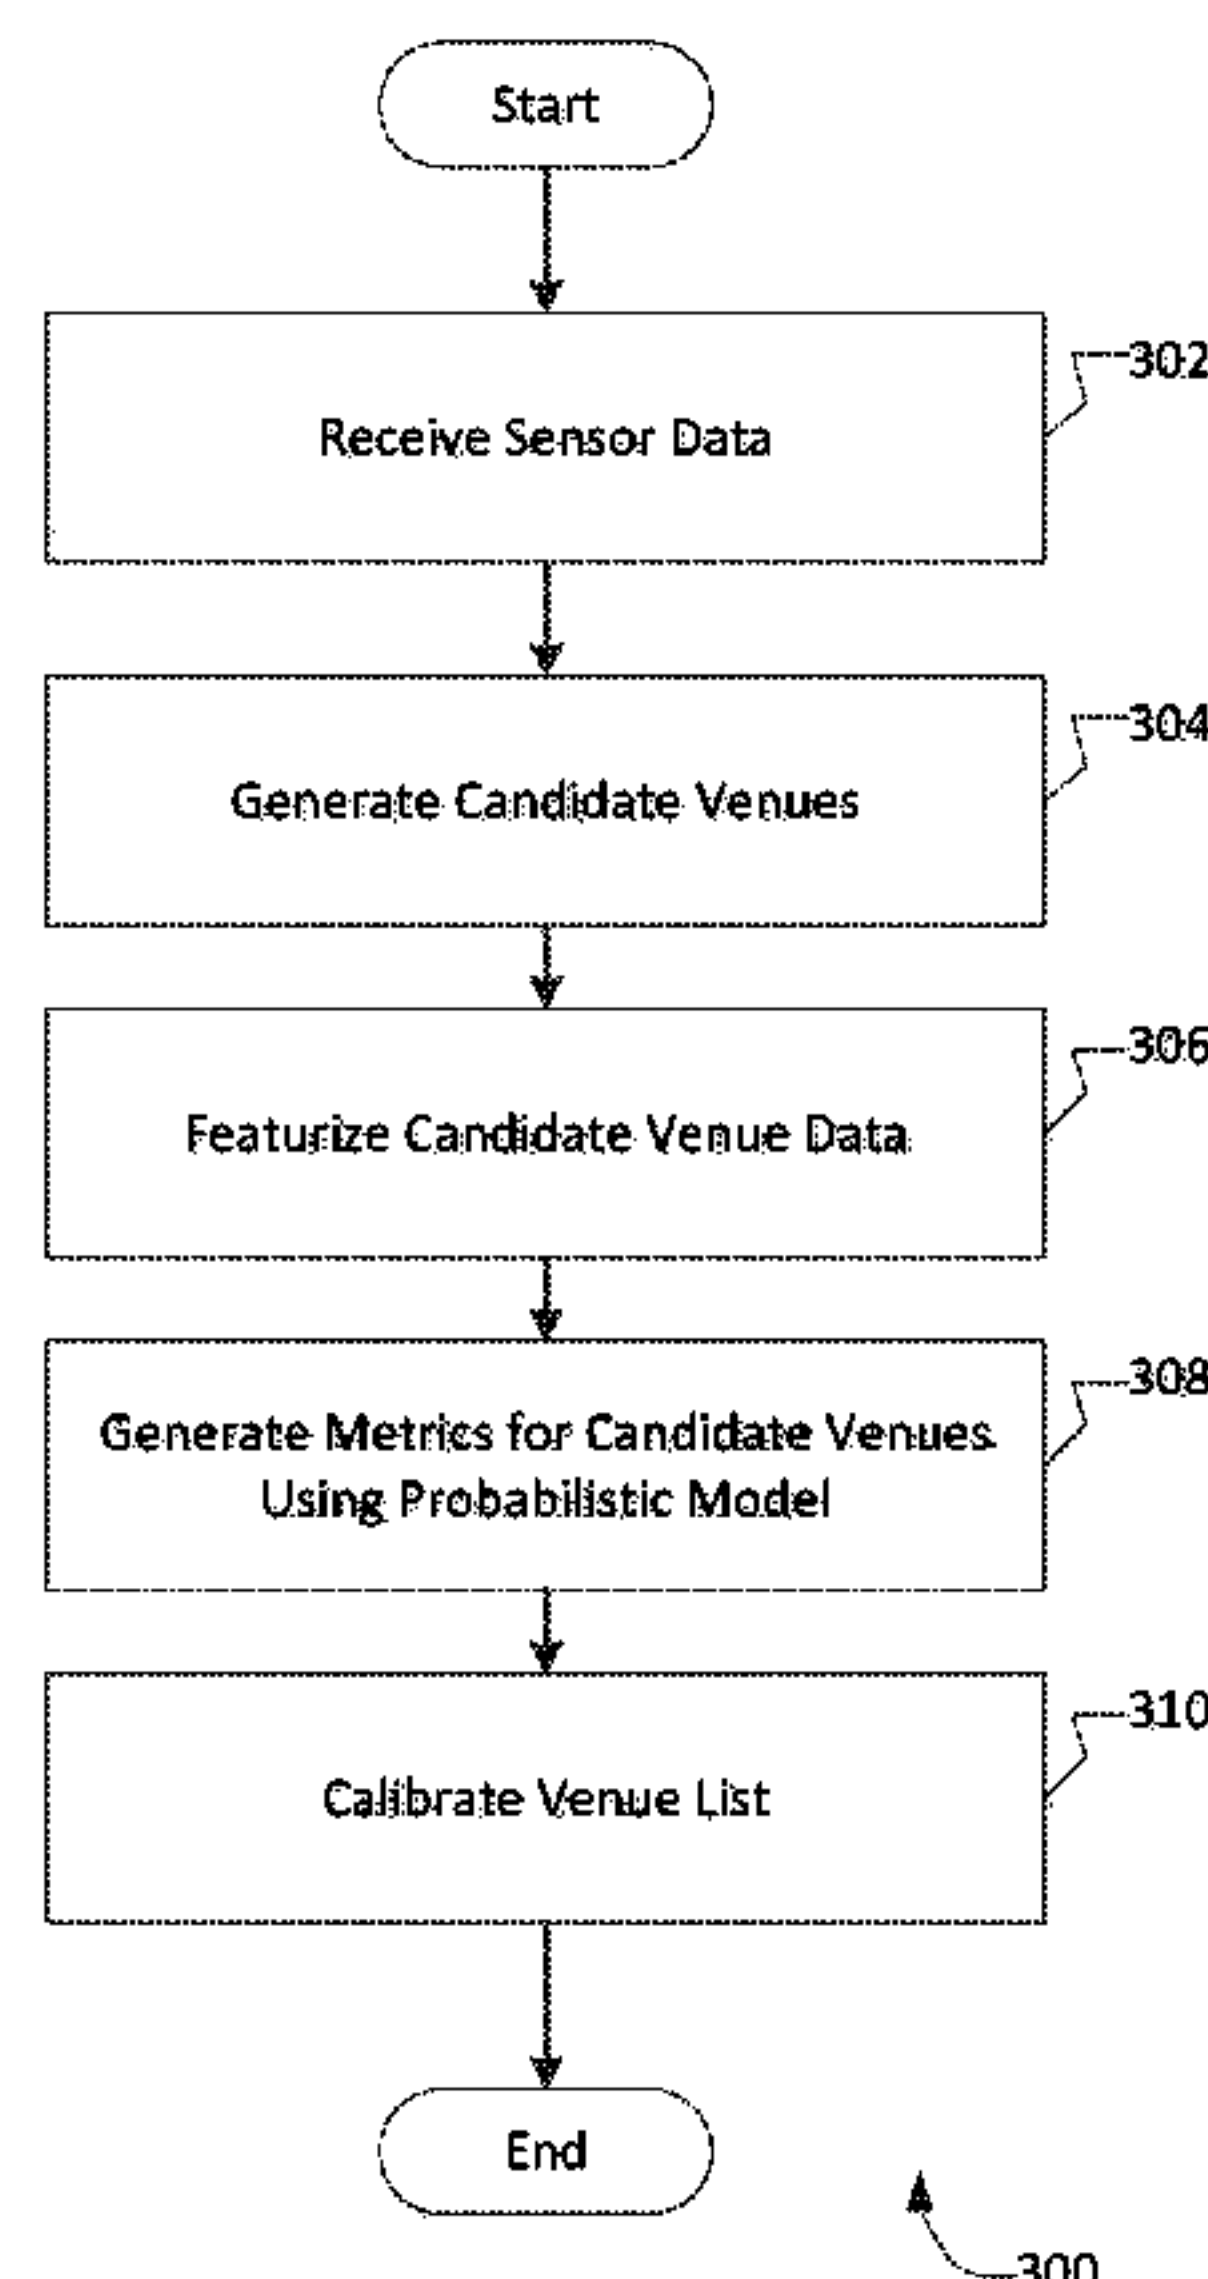 Start
302
Receive Sensor Data
304
Generate Candidate Venues
306
Featurize Candidate Venue Data
308
Generate Metrics for Candidate Venues
Using Probabilistic Model
310
Calibrate Venue List
End
300